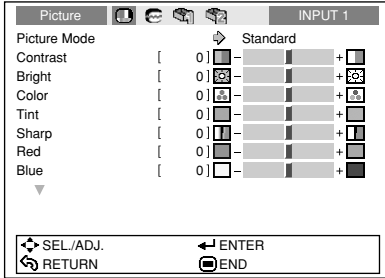 Picture INPUT 1
Picture Mode Standard
Contrast [ 0 ] - +
Bright [ 0 ] - +
Color [ 0 ] - +
Tint [ 0 ] - +
Sharp [ 0 ] - +
Red [ 0 ] - +
Blue [ 0 ] - +
SEL./ADJ. ENTER
RETURN END